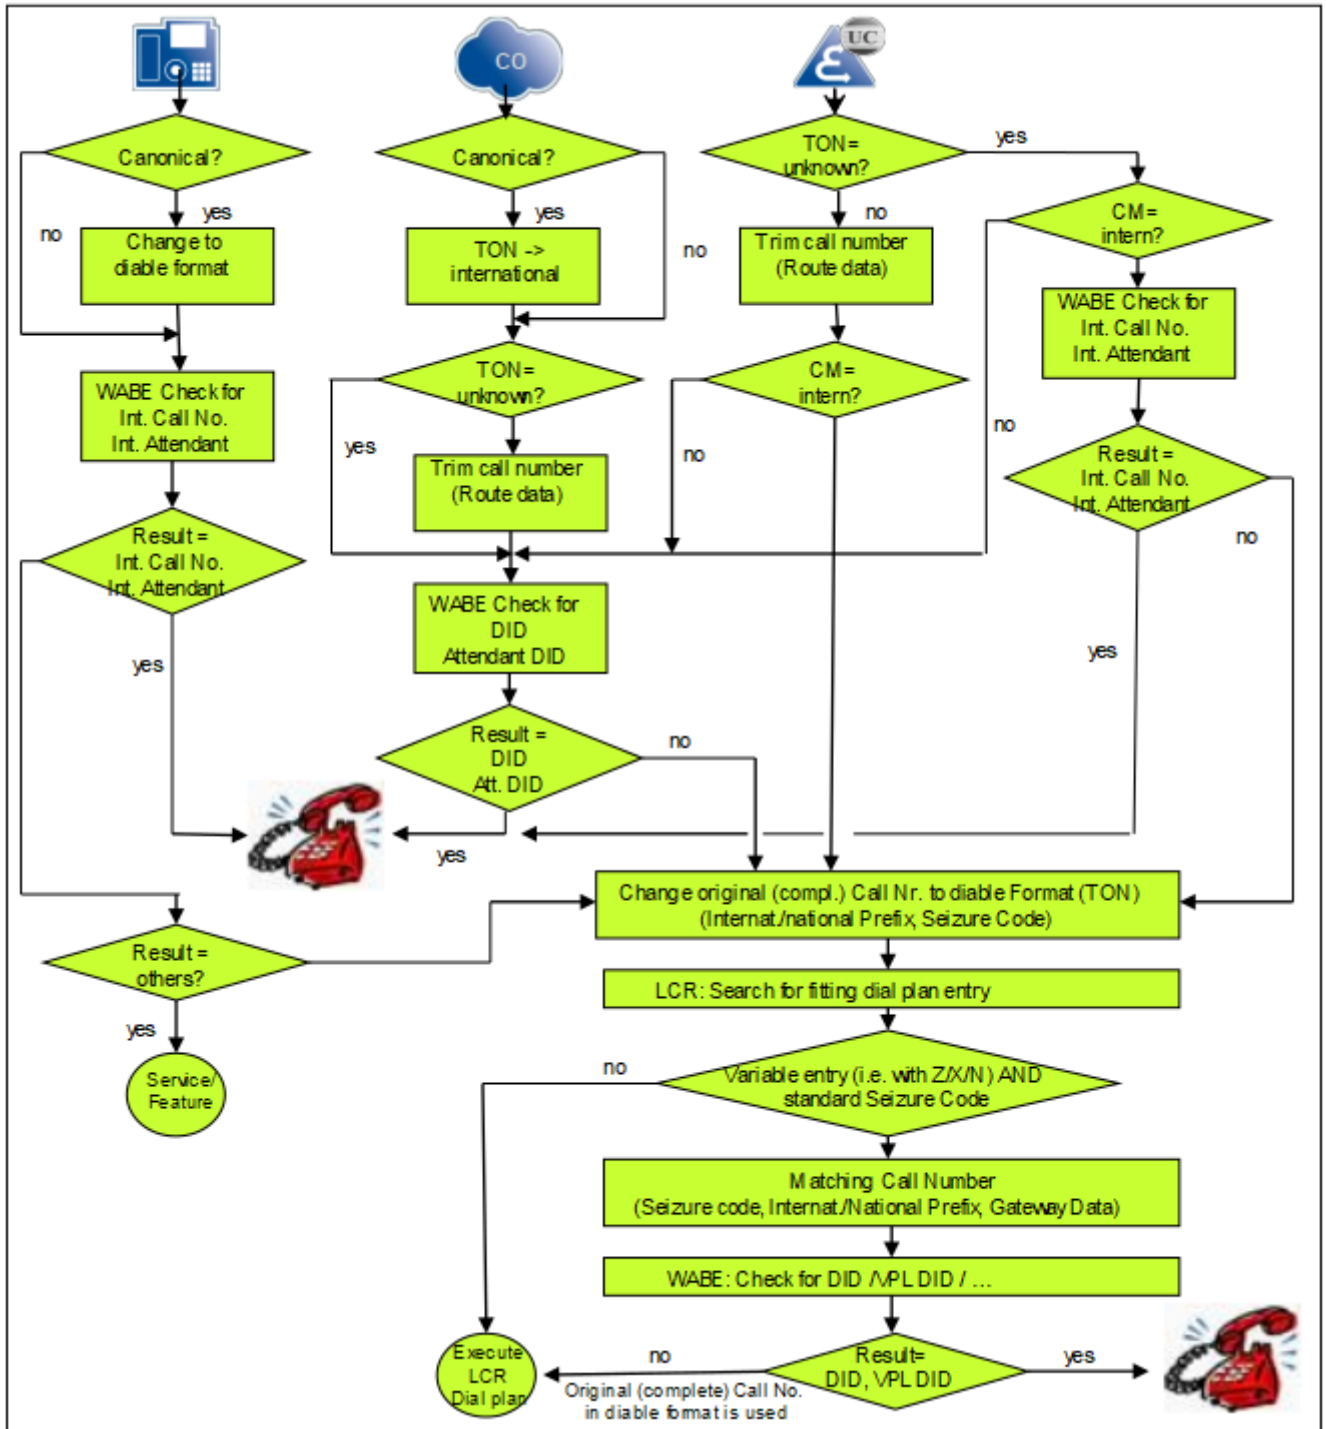 CO
UC
Canonical?
Canonical?
TON=
unknown?
yes
no
yes
yes
no
no
CM=
intern?
Change to
diable format
TON ->
international
Trim call number
(Route data)
WABE Check for
Int. Call No.
Int. Attendant
TON=
unknown?
CM=
intern?
WABE Check for
Int. Call No.
Int. Attendant
yes
no
no
Trim call number
(Route data)
Result =
Int. Call No.
Int. Attendant
no
Result =
Int. Call No.
Int. Attendant
WABE Check for
DID
Attendant DID
yes
yes
Result =
DID
Att. DID
no
yes
Change original (compl.) Call Nr. to diable Format (TON)
(Internat./national Prefix, Seizure Code)
Result =
others?
LCR: Search for fitting dial plan entry
yes
Service/
Feature
no
Variable entry (i.e. with Z/X/N) AND
standard Seizure Code
Matching Call Number
(Seizure code, Internat./National Prefix, Gateway Data)
WABE: Check for DID /VPL DID / ...
Execute
LCR
Dial plan
no
Original (complete) Call No.
in diable format is used
Result=
DID, VPL DID
yes